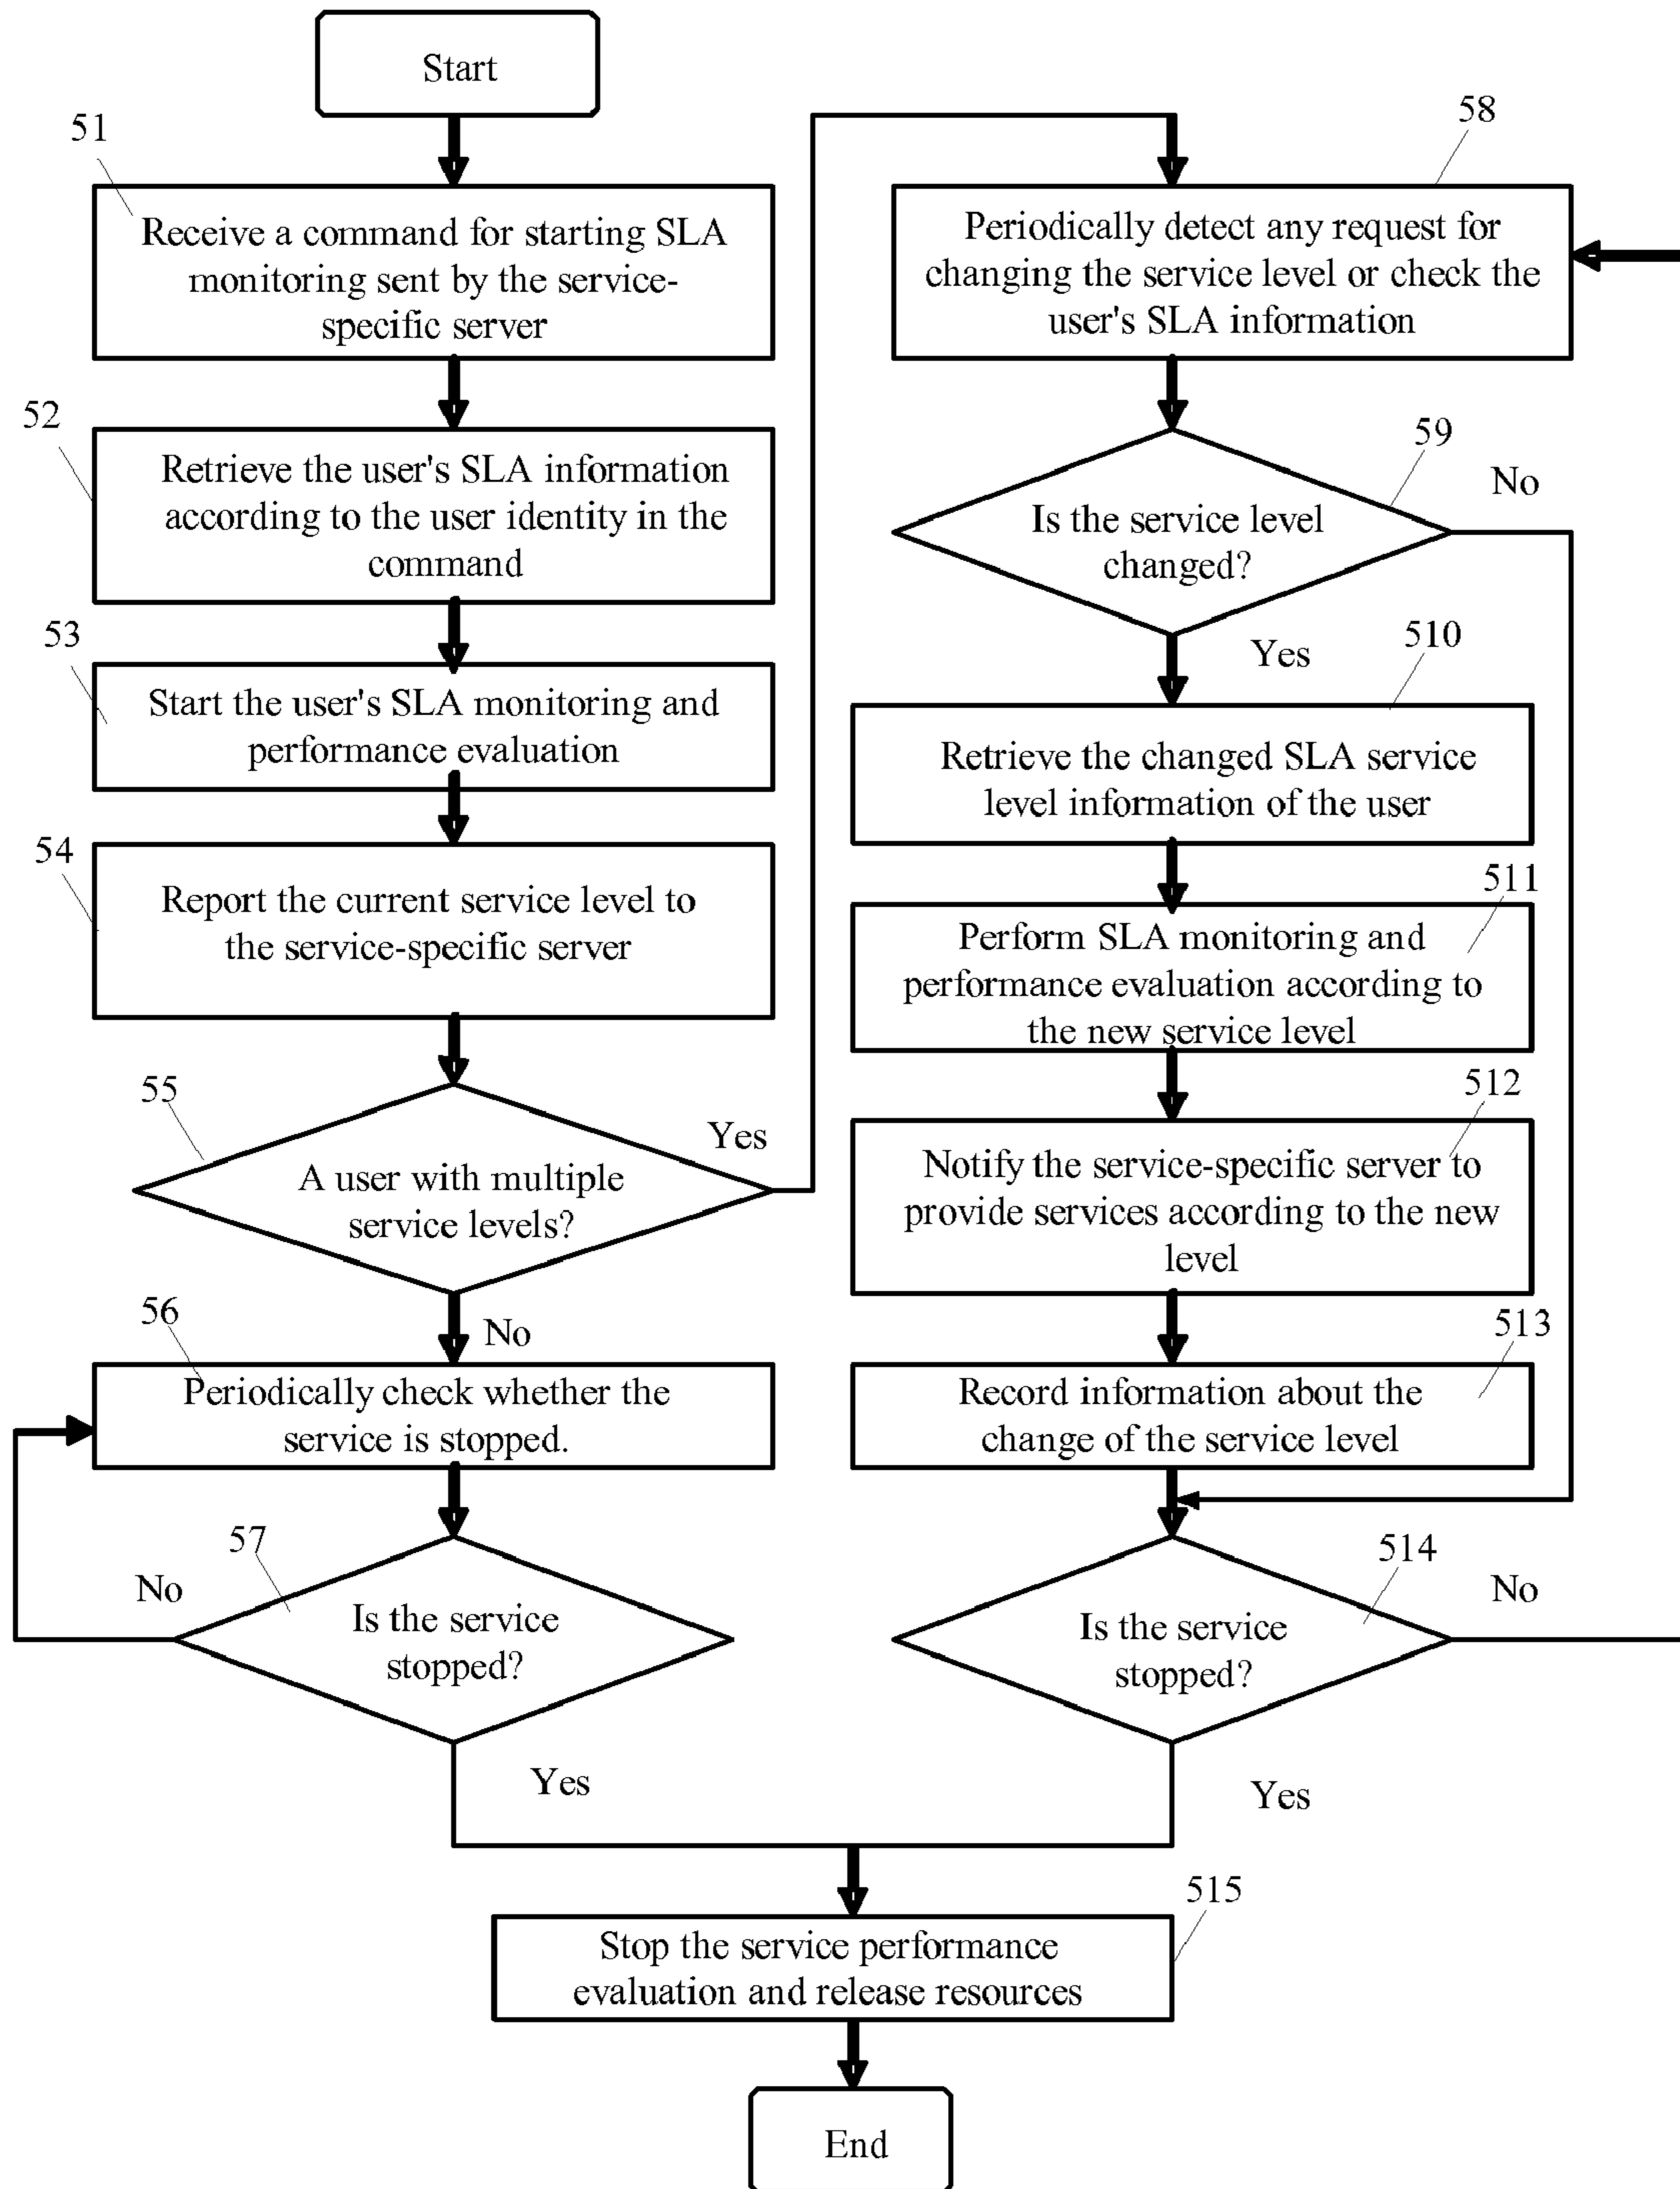 Start
51
Receive a command for starting SLA
monitoring sent by the service-
specific server
52
Retrieve the user's SLA information
according to the user identity in the
command
53
Start the user's SLA monitoring and
performance evaluation
54
Report the current service level to
the service-specific server
55
A user with multiple
service levels?
Yes
No
56
Periodically check whether the
service is stopped.
57
Is the service
stopped?
No
Yes
58
Periodically detect any request for
changing the service level or check the
user's SLA information
59
Is the service level
changed?
No
Yes
510
Retrieve the changed SLA service
level information of the user
511
Perform SLA monitoring and
performance evaluation according to
the new service level
512
Notify the service-specific server to
provide services according to the new
level
513
Record information about the
change of the service level
514
Is the service
stopped?
No
Yes
515
Stop the service performance
evaluation and release resources
End